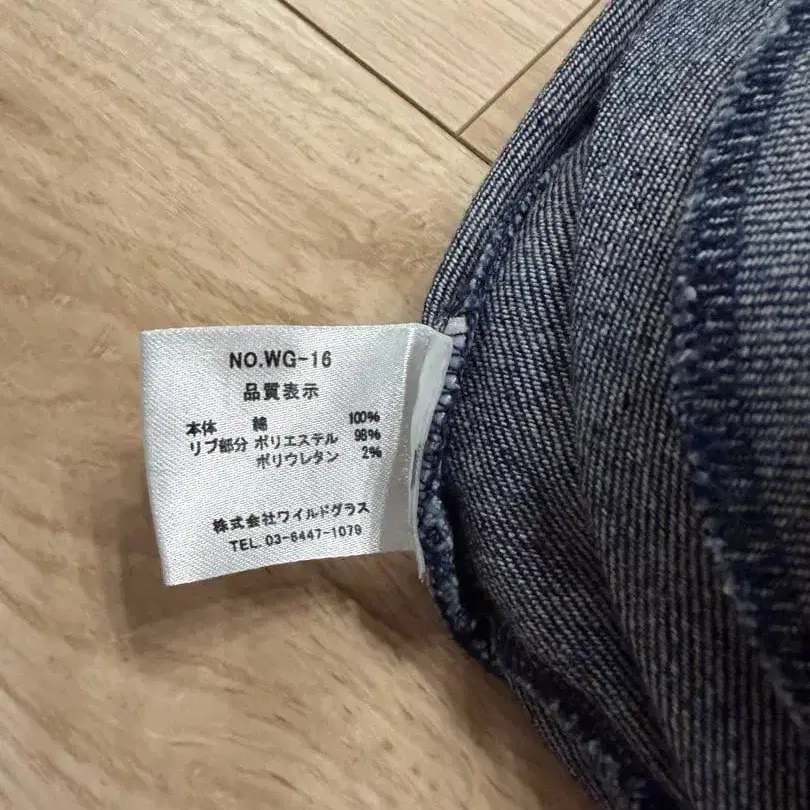 NO.WG-16
品質表示
本体 綿 100%
リブ部分 ポリエステル 98%
ポリウレタン 2%
株式会社ワイルドグラス
TEL.03-6447-1079